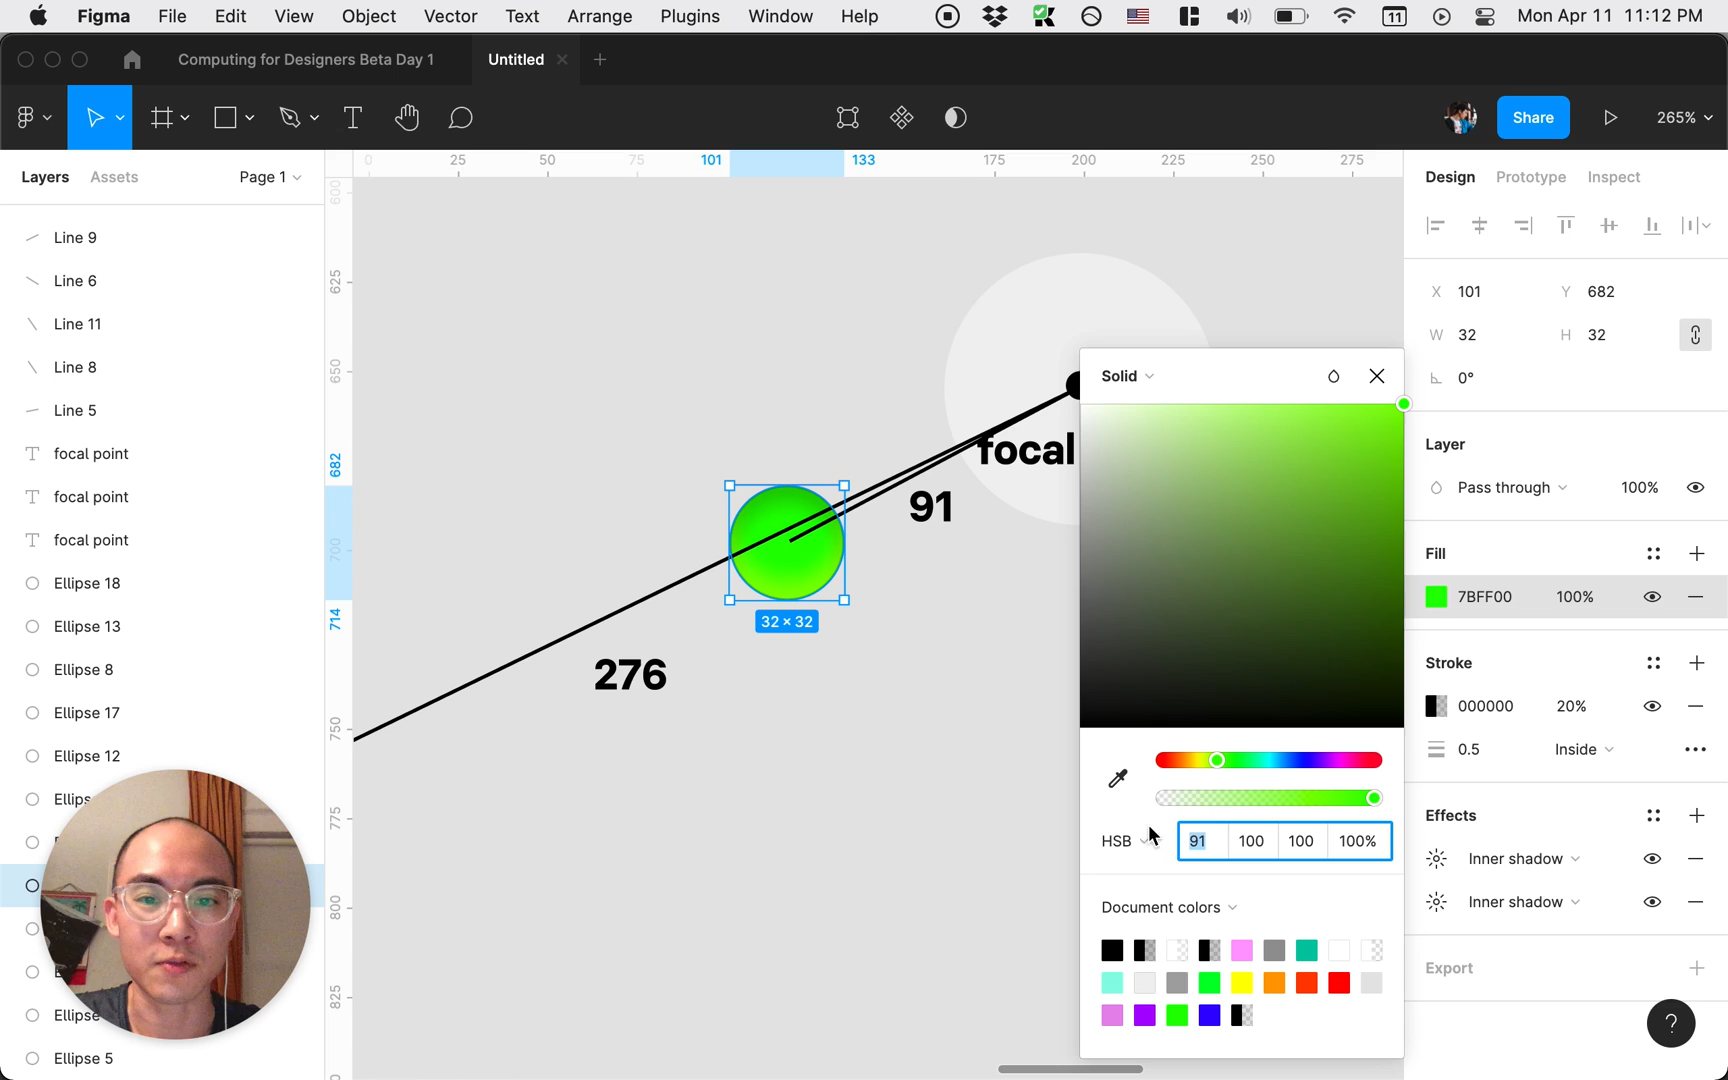 Figma File Edit View Object Vector Text Arrange Plugins Window Help 11 Mon Apr 11 11:12 PM
Computing for Designers Beta Day 1 Untitled
Share 265%
Layers Assets Page 1
0 25 50 75 101 133 175 200 225 250 275
Design Prototype Inspect
600
625
650
682
700
714
750
775
800
825
Line 9
Line 6
Line 11
Line 8
Line 5
focal point
focal point
focal point
Ellipse 18
Ellipse 13
Ellipse 8
Ellipse 17
Ellipse 12
Ellips
Ellipse
Ellipse 5
focal
91
32 × 32
276
Solid
HSB 91 100 100 100%
Document colors
X 101 Y 682
W 32 H 32
0°
Layer
Pass through 100%
Fill
7BFF00 100%
Stroke
000000 20%
0.5 Inside
Effects
Inner shadow
Inner shadow
Export
?